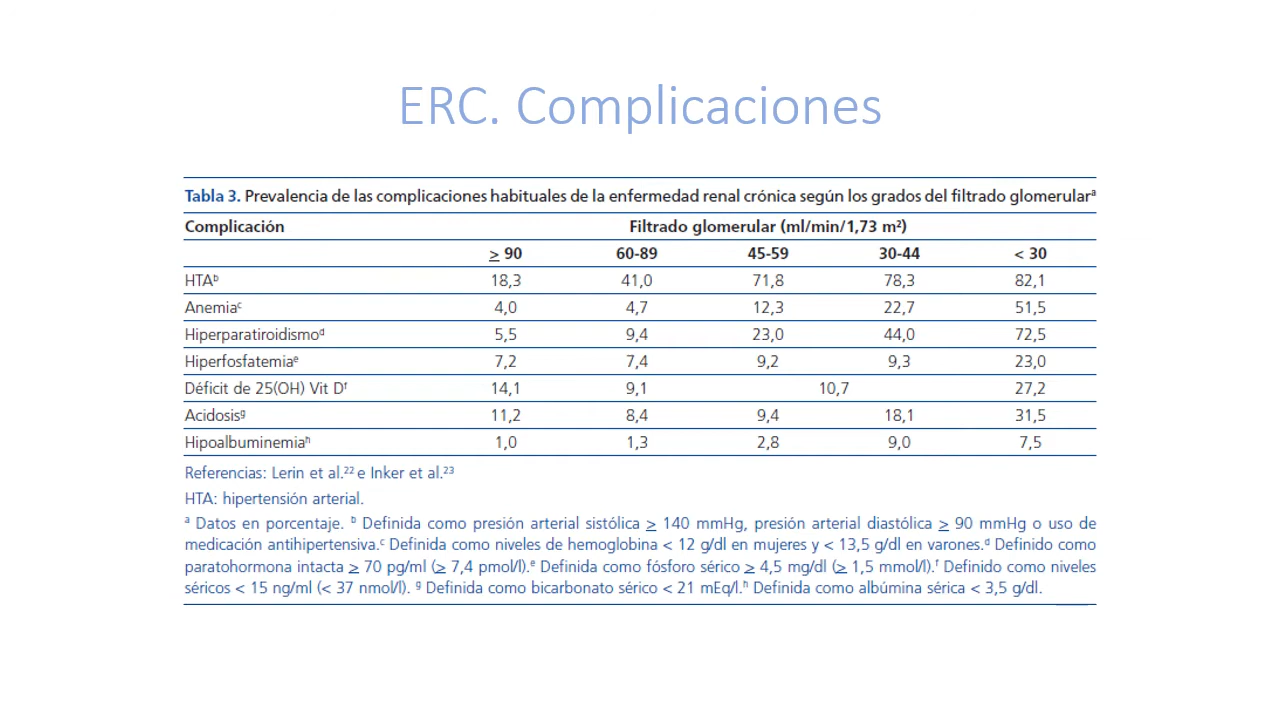 ERC. Complicaciones
Tabla 3. Prevalencia de las complicaciones habituales de la enfermedad renal crónica según los grados del filtrado glomerularᵃ
Complicación Filtrado glomerular (ml/min/1,73 m²)
≥ 90 60-89 45-59 30-44 < 30
HTAᵇ 18,3 41,0 71,8 78,3 82,1
Anemiaᶜ 4,0 4,7 12,3 22,7 51,5
Hiperparatiroidismoᵈ 5,5 9,4 23,0 44,0 72,5
Hiperfosfatemiaᵉ 7,2 7,4 9,2 9,3 23,0
Déficit de 25(OH) Vit Dᶠ 14,1 9,1 10,7 27,2
Acidosisᵍ 11,2 8,4 9,4 18,1 31,5
Hipoalbuminemiaʰ 1,0 1,3 2,8 9,0 7,5
Referencias: Lerin et al.²² e Inker et al.²³
HTA: hipertensión arterial.
ᵃ Datos en porcentaje. ᵇ Definida como presión arterial sistólica ≥ 140 mmHg, presión arterial diastólica ≥ 90 mmHg o uso de
medicación antihipertensiva.ᶜ Definida como niveles de hemoglobina < 12 g/dl en mujeres y < 13,5 g/dl en varones.ᵈ Definido como
paratohormona intacta ≥ 70 pg/ml (≥ 7,4 pmol/l).ᵉ Definida como fósforo sérico ≥ 4,5 mg/dl (≥ 1,5 mmol/l).ᶠ Definido como niveles
séricos < 15 ng/ml (< 37 nmol/l). ᵍ Definida como bicarbonato sérico < 21 mEq/l.ʰ Definida como albúmina sérica < 3,5 g/dl.